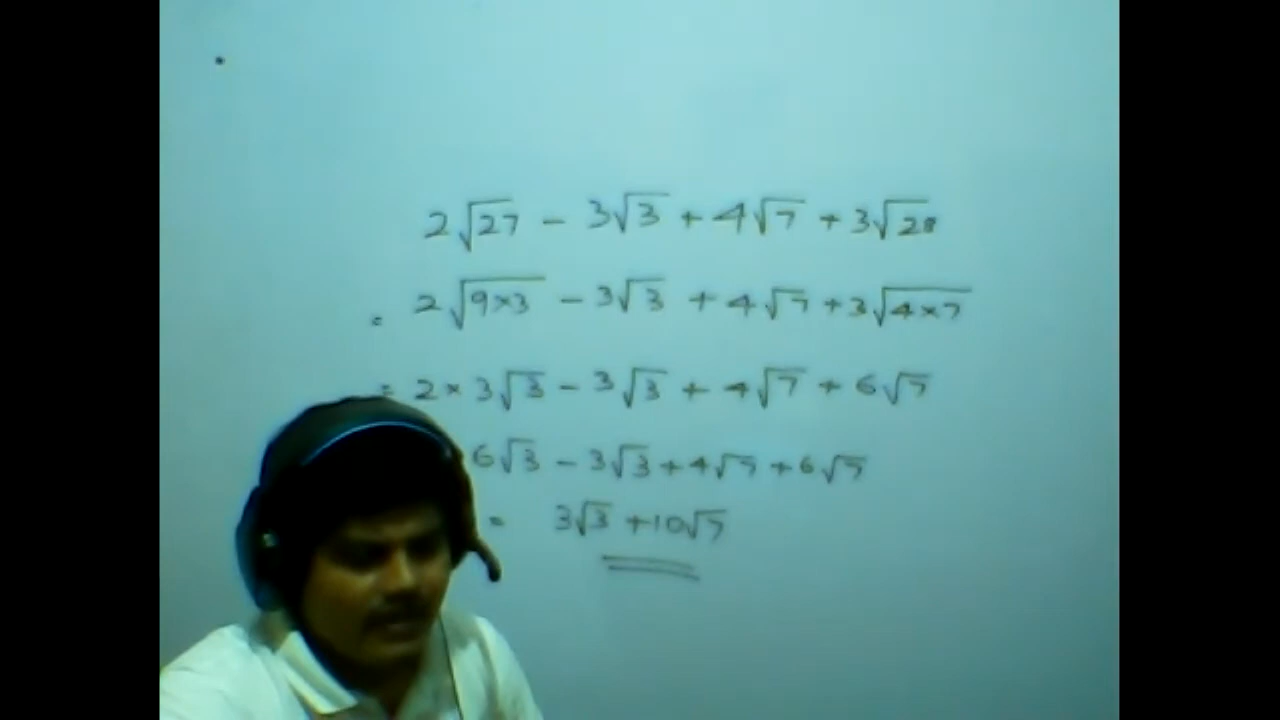 2√27 - 3√3 + 4√7 + 3√28
= 2√9×3 - 3√3 + 4√7 + 3√4×7
= 2 × 3√3 - 3√3 + 4√7 + 6√7
6√3 - 3√3 + 4√7 + 6√7
= 3√3 + 10√7